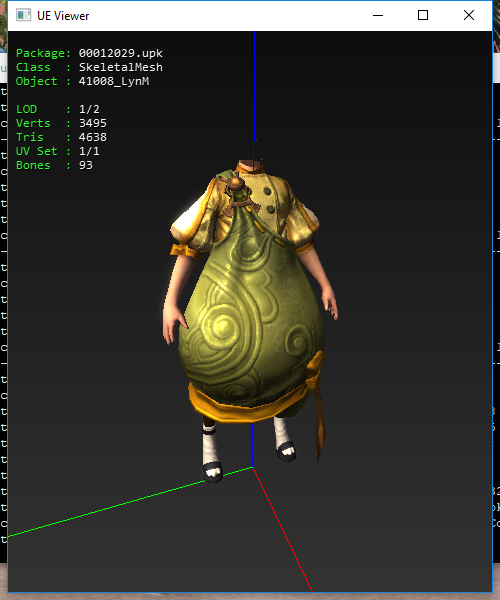 UE Viewer
Package: 00012029.upk
Class : SkeletalMesh
Object : 41008_LynM
LOD : 1/2
Verts : 3495
Tris : 4638
UV Set : 1/1
Bones : 93